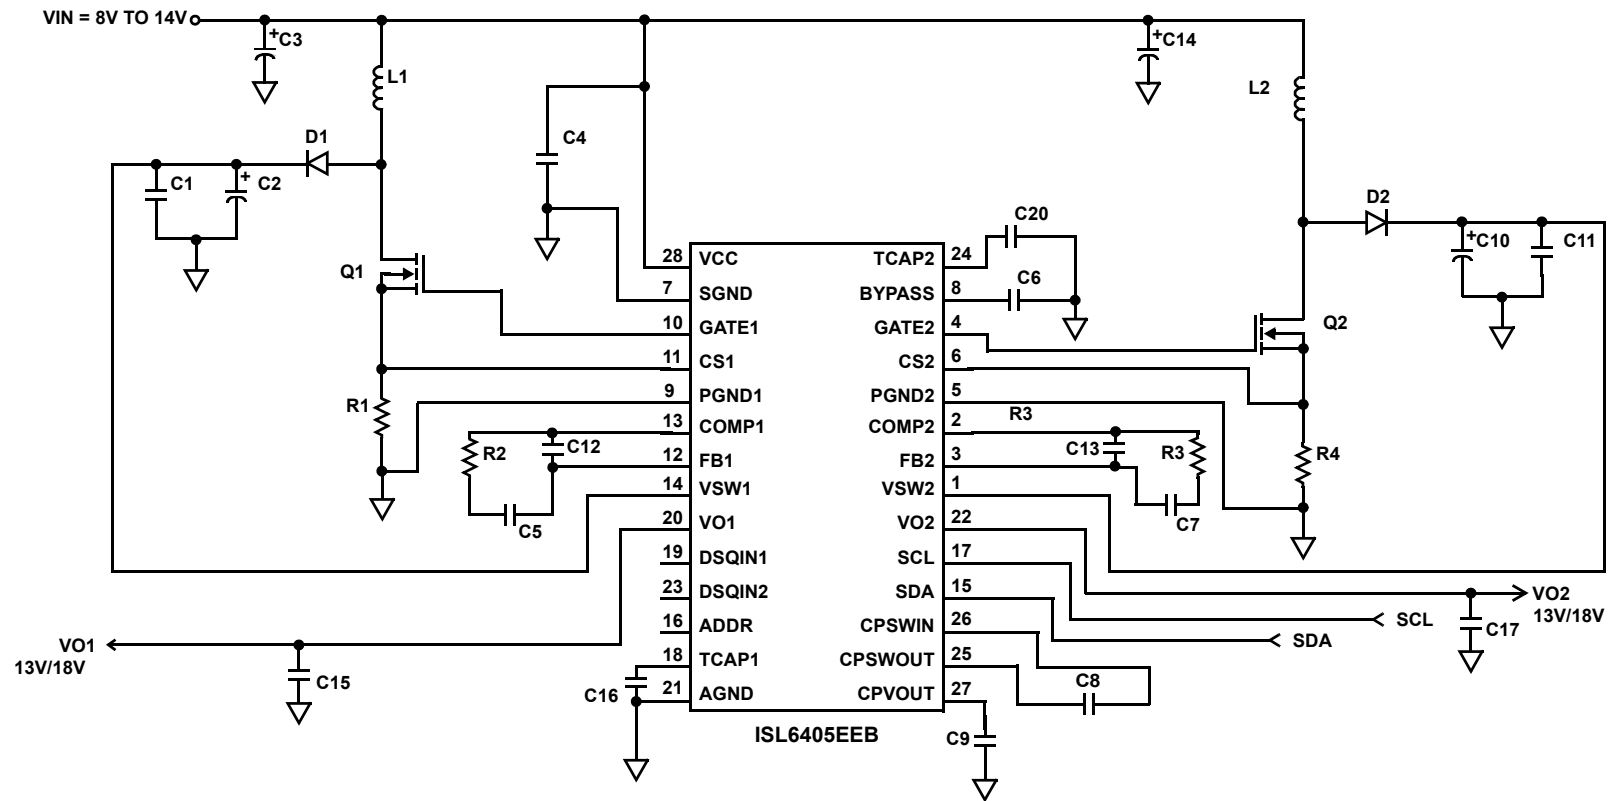 VIN = 8V TO 14V
+
C3
L1
+
C14
L2
C4
D1
C1
+
C2
D2
+
C10
C11
C20
C6
Q1
Q2
28 VCC
7 SGND
10 GATE1
11 CS1
9 PGND1
13 COMP1
12 FB1
14 VSW1
20 VO1
19 DSQIN1
23 DSQIN2
16 ADDR
18 TCAP1
21 AGND
TCAP2 24
BYPASS 8
GATE2 4
CS2 6
PGND2 5
COMP2 2
FB2 3
VSW2 1
VO2 22
SCL 17
SDA 15
CPSWIN 26
CPSWOUT 25
CPVOUT 27
ISL6405EEB
R1
R2
C12
C5
R3
C13
R3
C7
R4
VO1
13V/18V
C15
C16
C8
C9
SCL
SDA
C17
VO2
13V/18V